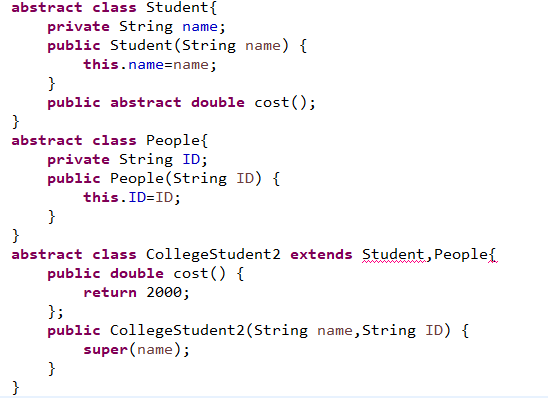 abstract class Student{
    private String name;
    public Student(String name) {
        this.name=name;
    }
    public abstract double cost();
}
abstract class People{
    private String ID;
    public People(String ID) {
        this.ID=ID;
    }
}
abstract class CollegeStudent2 extends Student,People{
    public double cost() {
        return 2000;
    };
    public CollegeStudent2(String name,String ID) {
        super(name);
    }
}